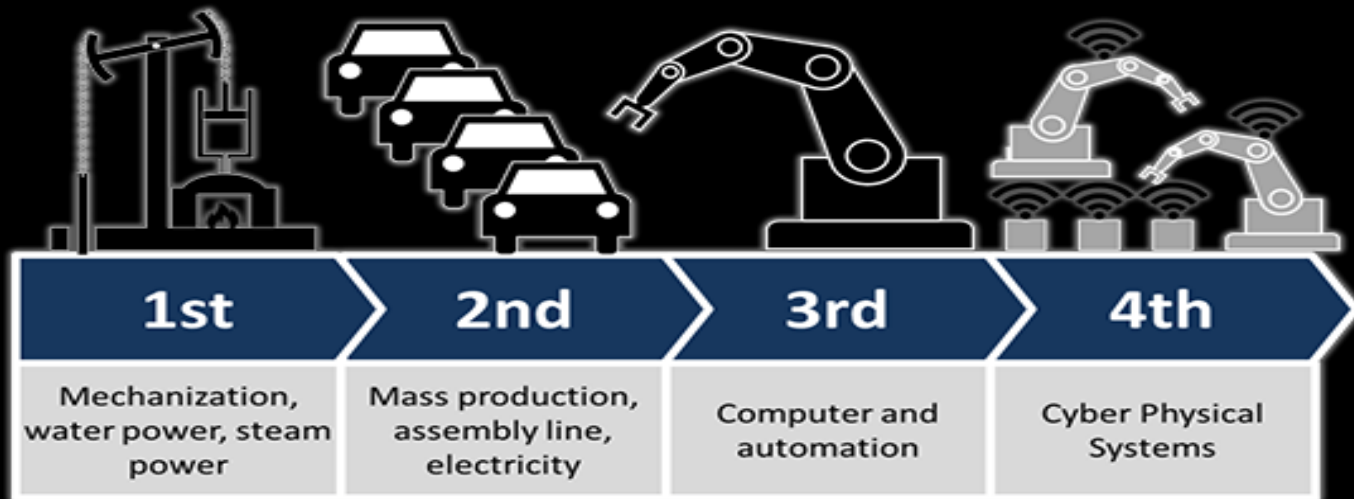 1st
2nd
3rd
4th
Mechanization,
water power, steam
power
Mass production,
assembly line,
electricity
Computer and
automation
Cyber Physical
Systems